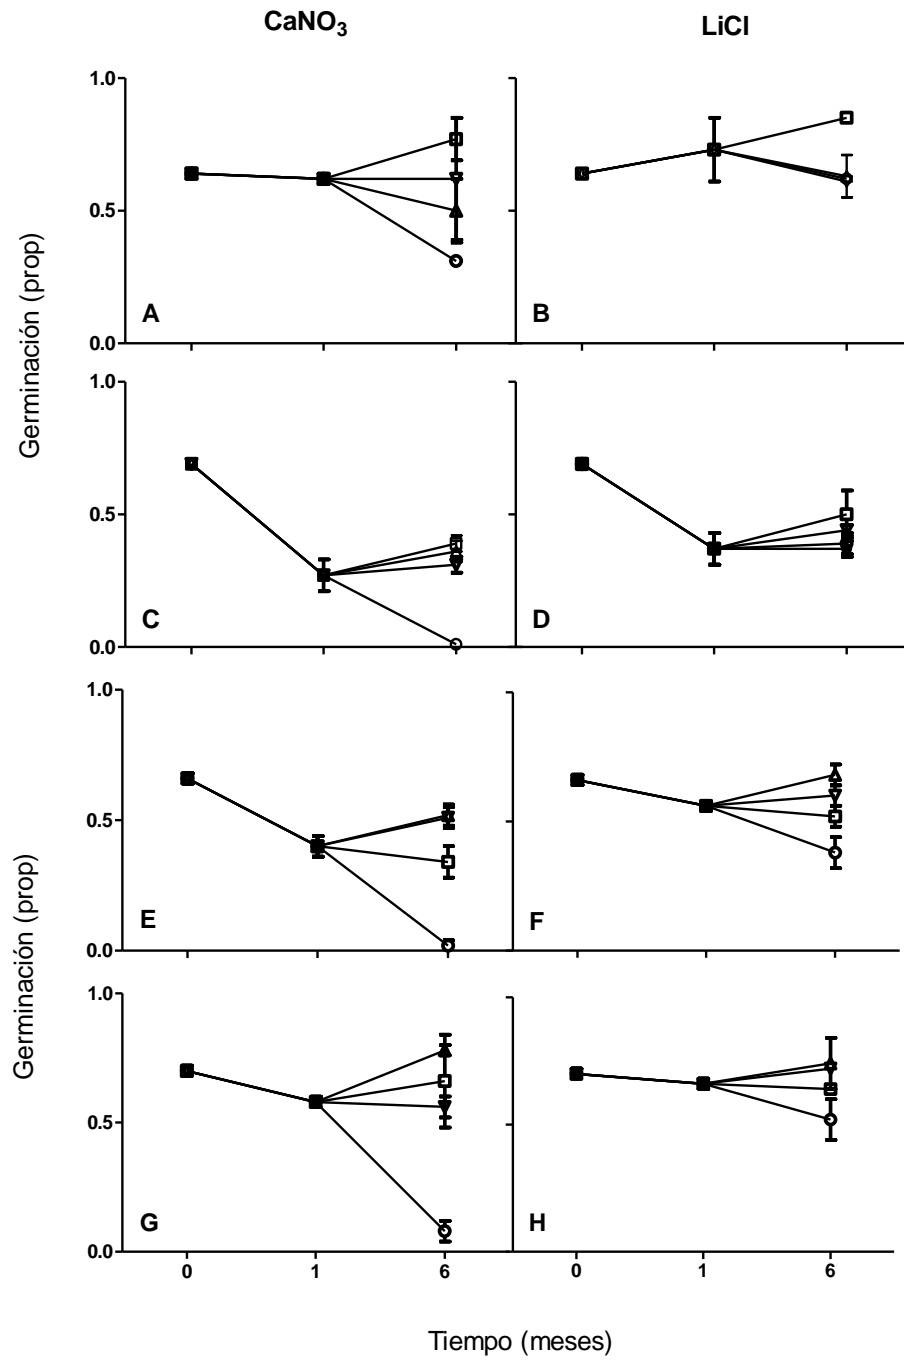 CaNO3
LiCl
1.0
0.5
0.0
A
B
Germinación (prop)
1.0
0.5
0.0
C
D
1.0
0.5
0.0
E
F
Germinación (prop)
1.0
0.5
0.0
G
H
0 1 6 0 1 6
Tiempo (meses)